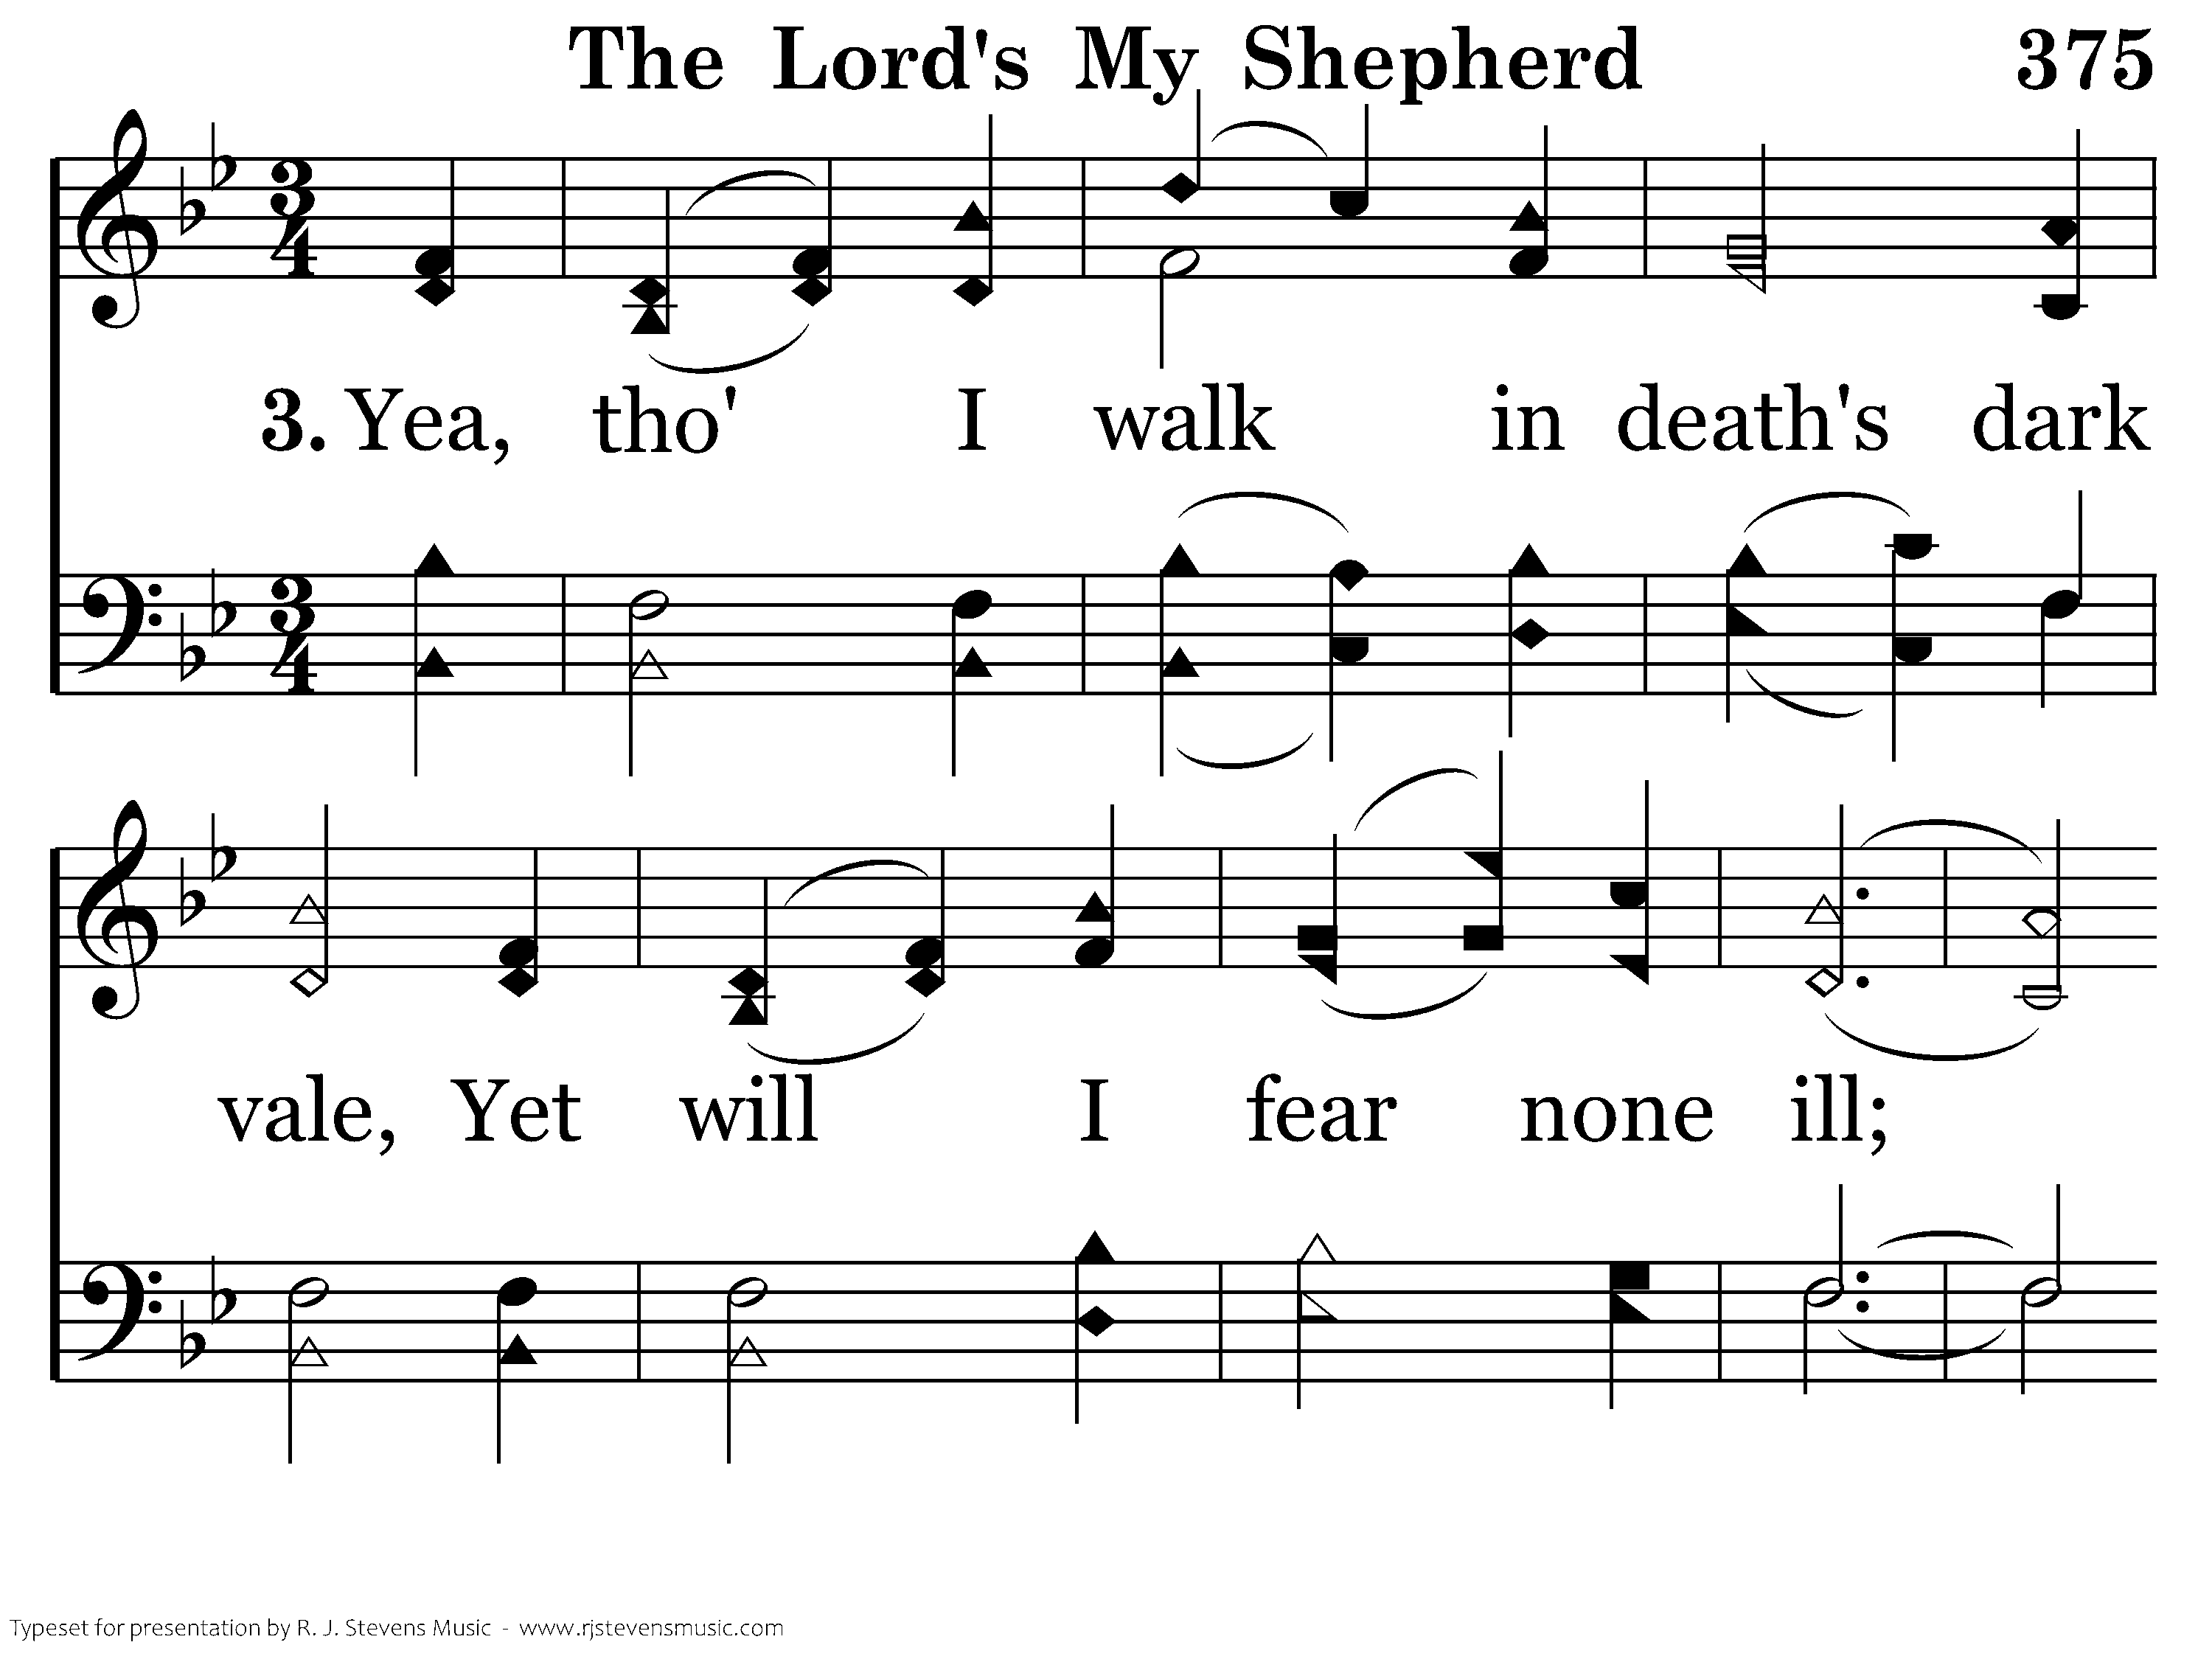 The Lord's My Shepherd 375
3. Yea, tho' I walk in death's dark
vale, Yet will I fear none ill;
Typeset for presentation by R. J. Stevens Music - www.rjstevensmusic.com